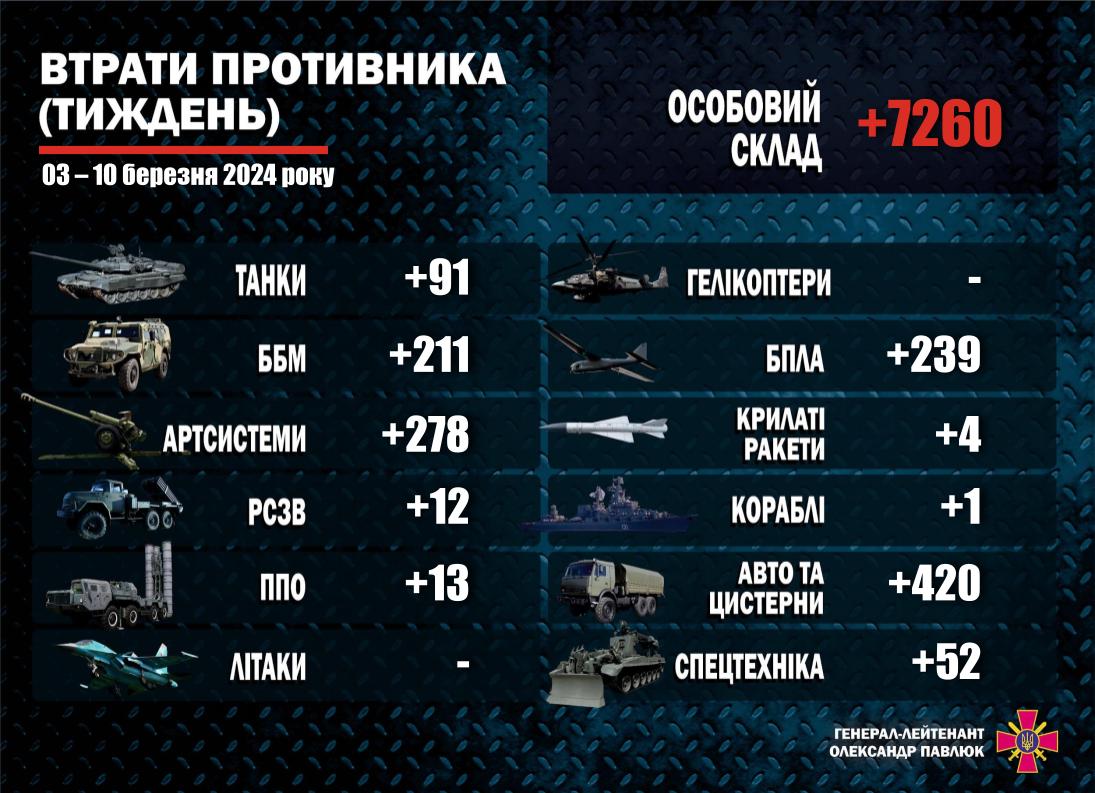 ВТРАТИ ПРОТИВНИКА
(ТИЖДЕНЬ)
03 – 10 березня 2024 року
ОСОБОВИЙ
СКЛАД
+7260
ТАНКИ +91
ББМ +211
АРТСИСТЕМИ +278
РСЗВ +12
ППО +13
ЛІТАКИ -
ГЕЛІКОПТЕРИ -
БПЛА +239
КРИЛАТІ
РАКЕТИ
+4
КОРАБЛІ +1
АВТО ТА
ЦИСТЕРНИ
+420
СПЕЦТЕХНІКА +52
ГЕНЕРАЛ-ЛЕЙТЕНАНТ
ОЛЕКСАНДР ПАВЛЮК